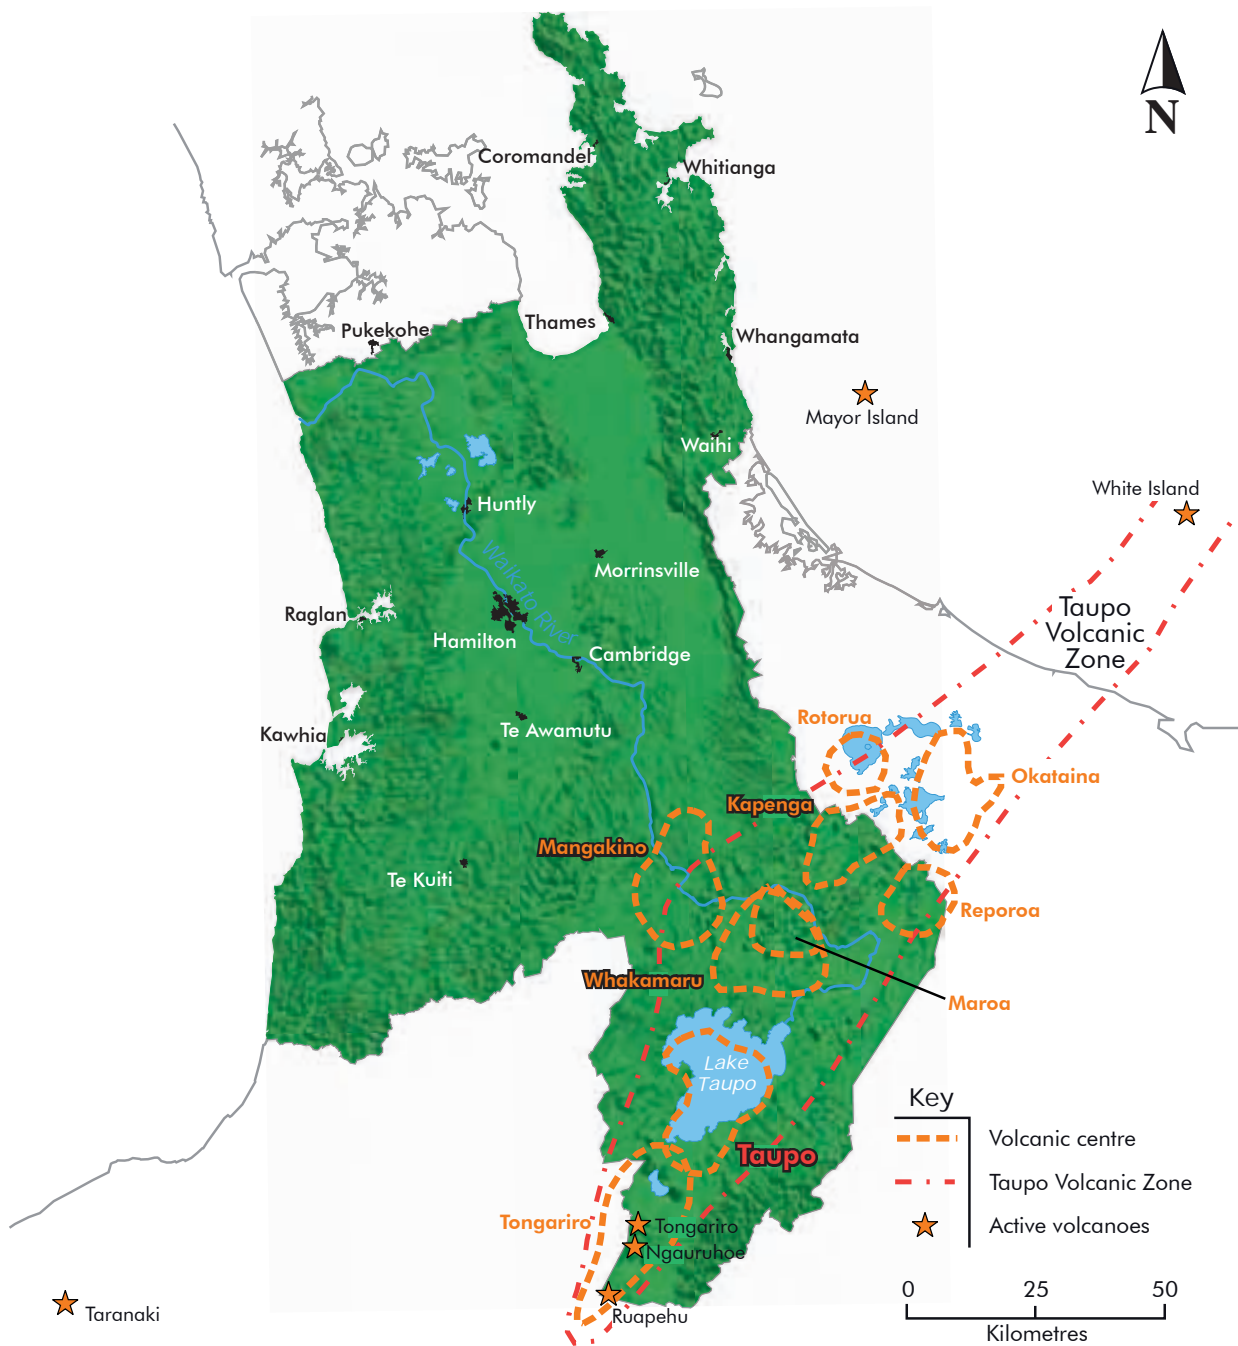 N
Coromandel
Whitianga
Pukekohe
Thames
Whangamata
Mayor Island
Waihi
White Island
Huntly
Waikato River
Morrinsville
Taupo
Volcanic
Zone
Raglan
Hamilton
Cambridge
Rotorua
Te Awamutu
Kawhia
Okataina
Kapenga
Mangakino
Te Kuiti
Reporoa
Whakamaru
Maroa
Lake
Taupo
Key
Volcanic centre
Taupo
Taupo Volcanic Zone
Tongariro
Tongariro
Active volcanoes
Ngauruhoe
0 25 50
Taranaki
Ruapehu
Kilometres